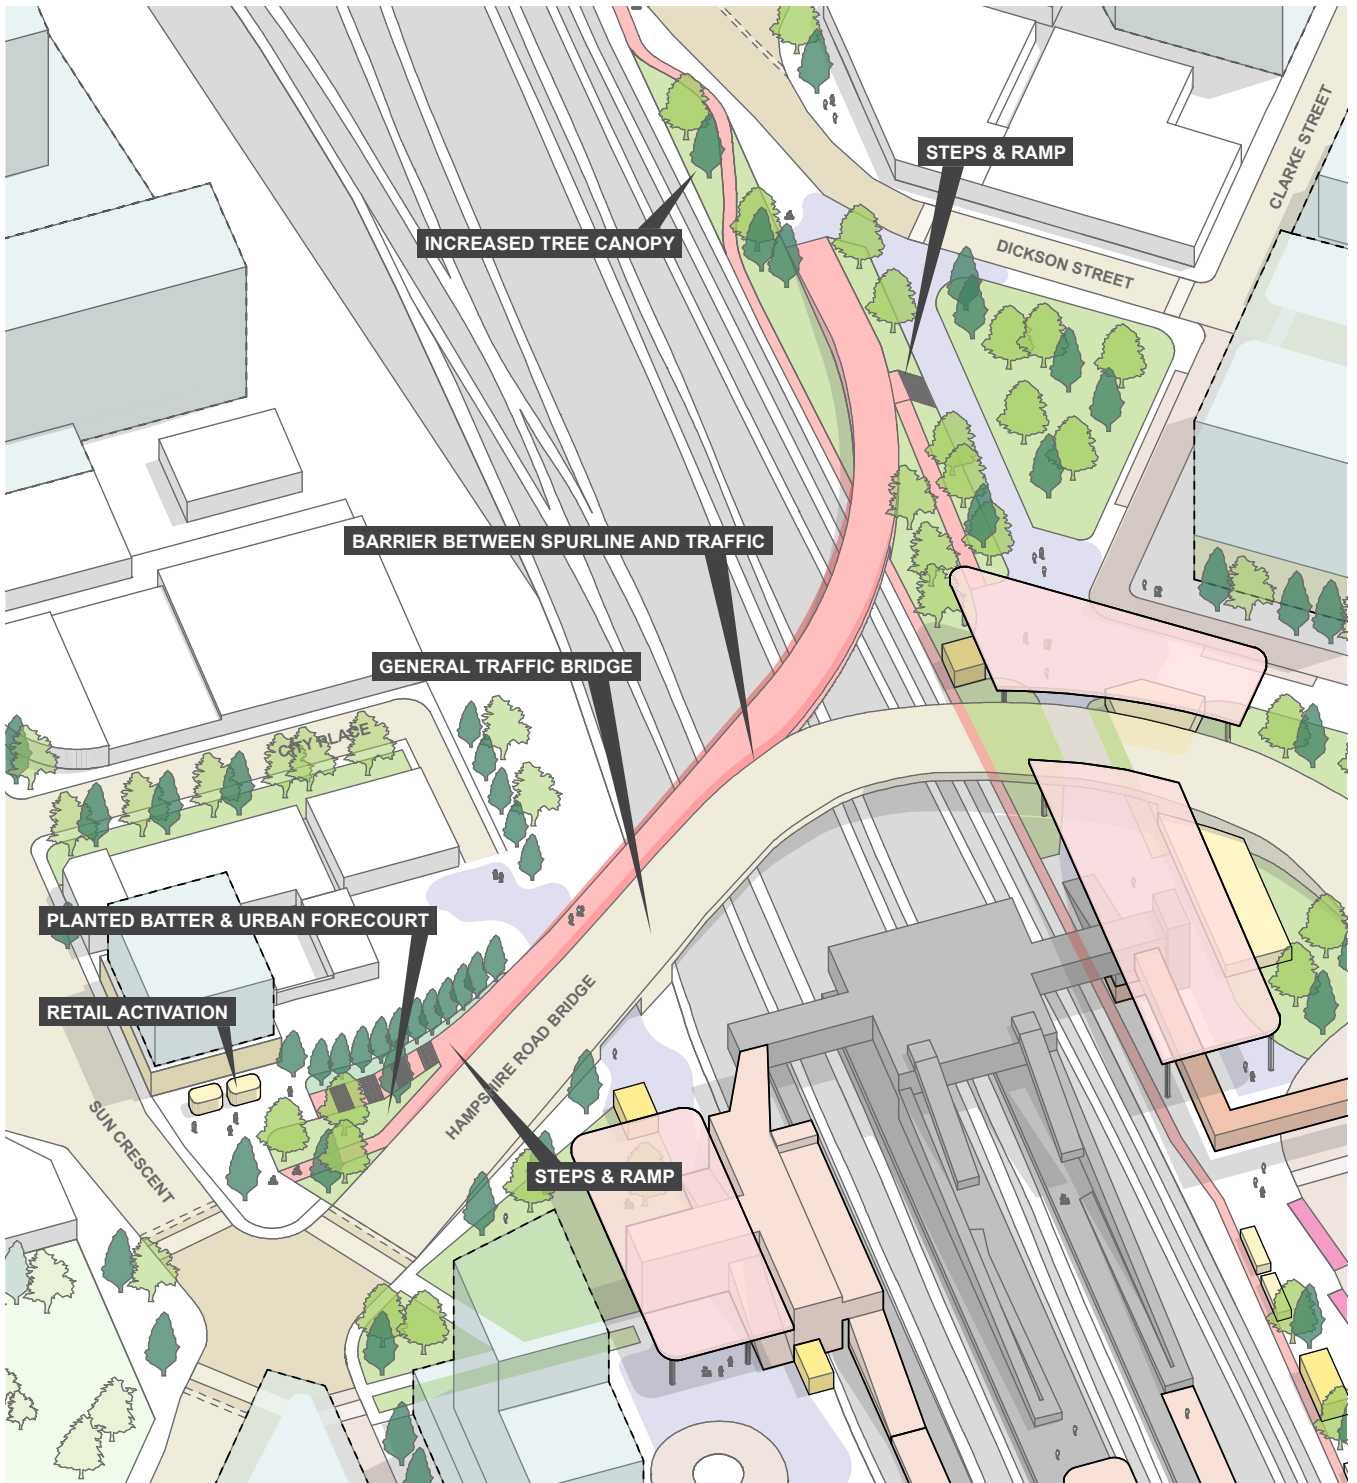 CLARKE STREET
STEPS & RAMP
INCREASED TREE CANOPY
DICKSON STREET
BARRIER BETWEEN SPURLINE AND TRAFFIC
GENERAL TRAFFIC BRIDGE
CITY PLACE
PLANTED BATTER & URBAN FORECOURT
RETAIL ACTIVATION
HAMPSHIRE ROAD BRIDGE
SUN CRESCENT
STEPS & RAMP